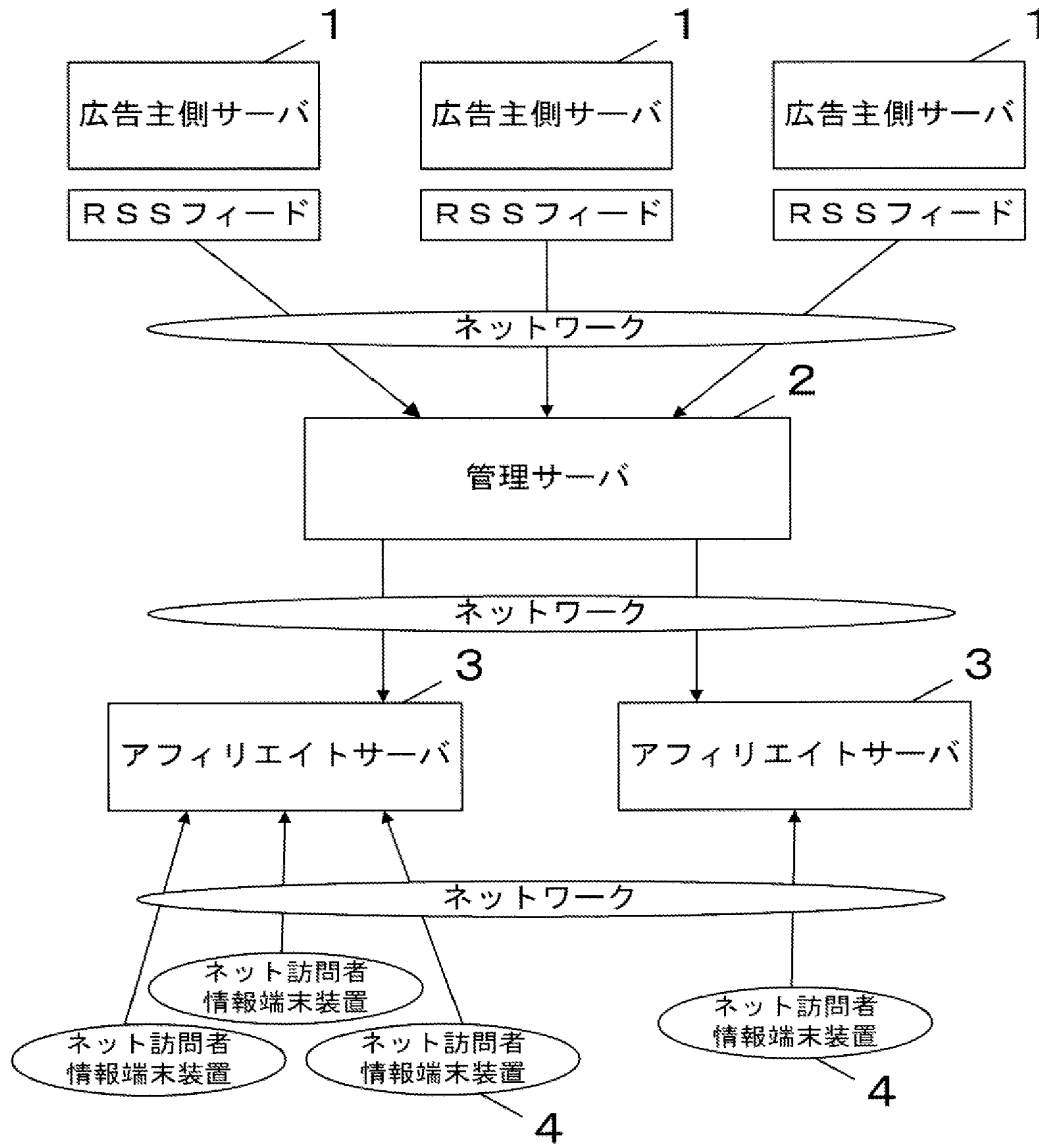 1
1
1
広告主側サーバ
広告主側サーバ
広告主側サーバ
RSSフィード
RSSフィード
RSSフィード
ネットワーク
2
管理サーバ
ネットワーク
3
3
アフィリエイトサーバ
アフィリエイトサーバ
ネットワーク
ネット訪問者
情報端末装置
ネット訪問者
情報端末装置
ネット訪問者
情報端末装置
ネット訪問者
情報端末装置
4
4